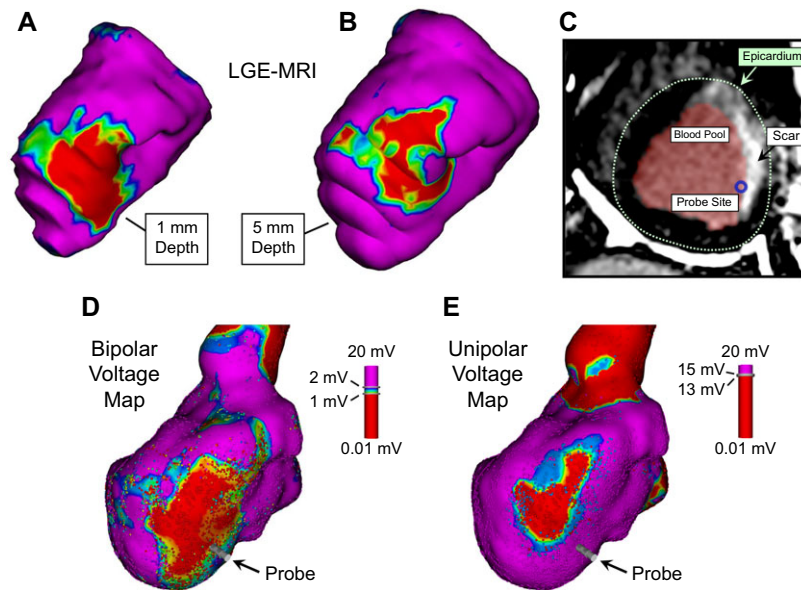 A
B
C
LGE-MRI
Epicardium
Blood Pool
Scar
Probe Site
1 mm
Depth
5 mm
Depth
D
E
Bipolar
Voltage
Map
20 mV
2 mV
1 mV
0.01 mV
Probe
Unipolar
Voltage
Map
20 mV
15 mV
13 mV
0.01 mV
Probe